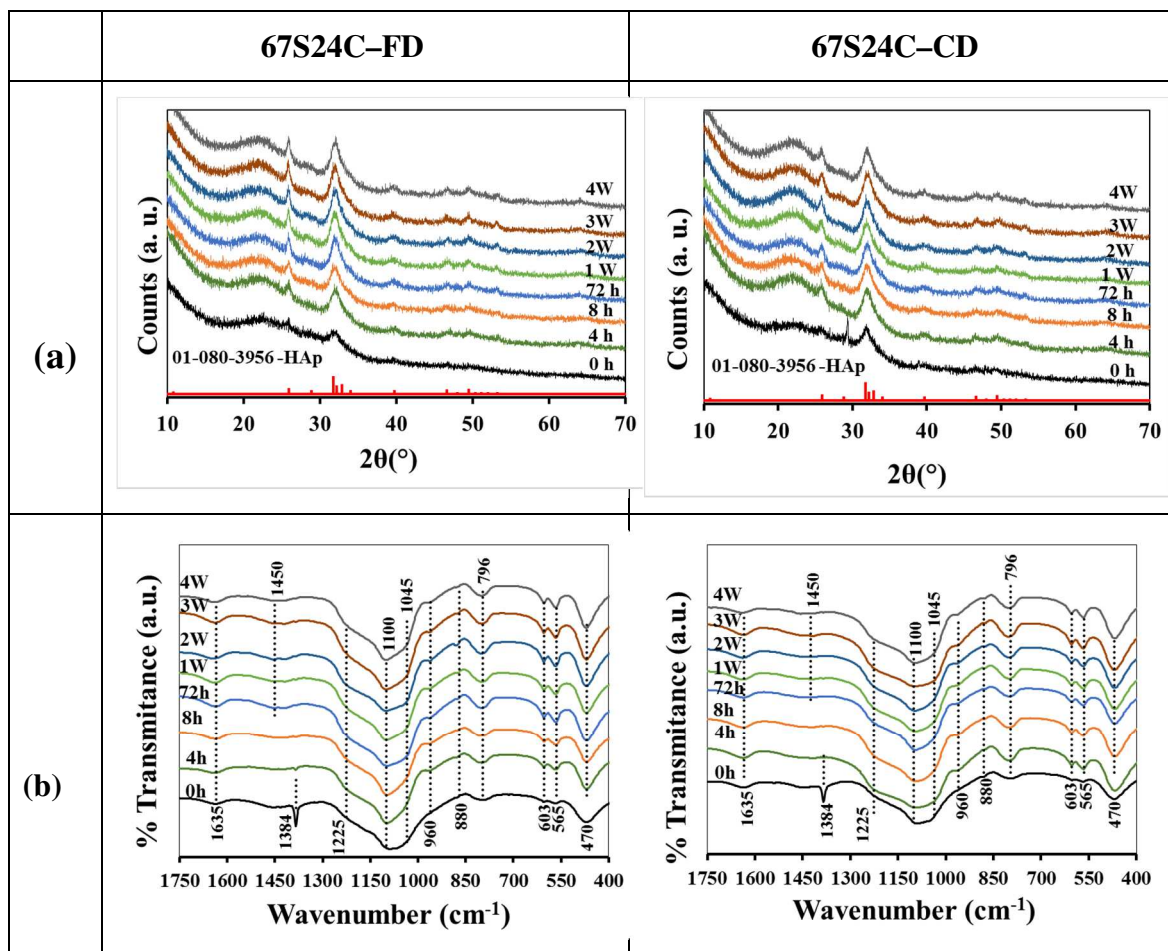 67S24C–FD
67S24C–CD
(a)
Counts (a. u.)
4W
3W
2W
1 W
72 h
8 h
4 h
0 h
01-080-3956 -HAp
10 20 30 40 50 60 70
2θ(°)
Counts (a. u.)
4W
3W
2W
1 W
72 h
8 h
4 h
0 h
01-080-3956 -HAp
10 20 30 40 50 60 70
2θ(°)
(b)
% Transmitance (a.u.)
4W
3W
2W
1W
72h
8h
4h
0h
1450
1100
1045
796
1635
1384
1225
960
880
603
565
470
1750 1600 1450 1300 1150 1000 850 700 550 400
Wavenumber (cm-1)
% Transmitance (a.u.)
4W
3W
2W
1W
72h
8h
4h
0h
1450
1100
1045
796
1635
1384
1225
960
880
603
565
470
1750 1600 1450 1300 1150 1000 850 700 550 400
Wavenumber (cm-1)